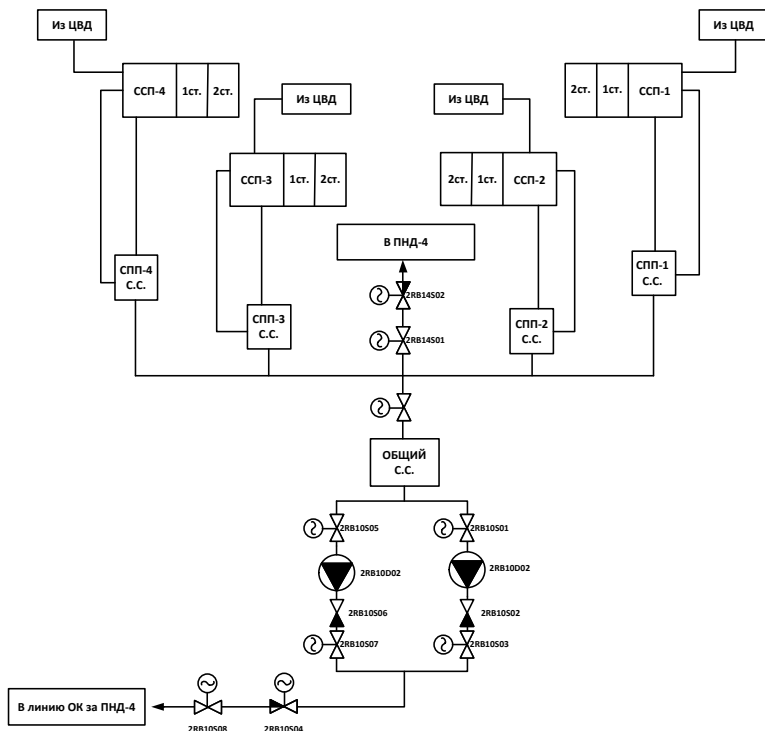 Из ЦВД
Из ЦВД
ССП-4 1ст. 2ст.
2ст. 1ст. ССП-1
Из ЦВД
Из ЦВД
ССП-3 1ст. 2ст.
2ст. 1ст. ССП-2
В ПНД-4
СПП-4
С.С.
СПП-1
С.С.
2RB14S02
СПП-3
С.С.
СПП-2
С.С.
2RB14S01
ОБЩИЙ
С.С.
2RB10S05
2RB10S01
2RB10D02
2RB10D02
2RB10S06
2RB10S02
2RB10S07
2RB10S03
В линию ОК за ПНД-4
2RB10S08
2RB10S04